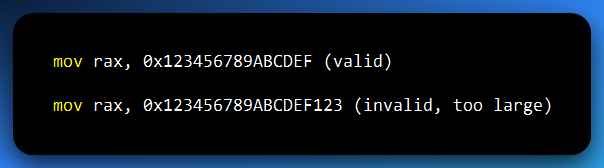 mov rax, 0x123456789ABCDEF (valid)
mov rax, 0x123456789ABCDEF123 (invalid, too large)